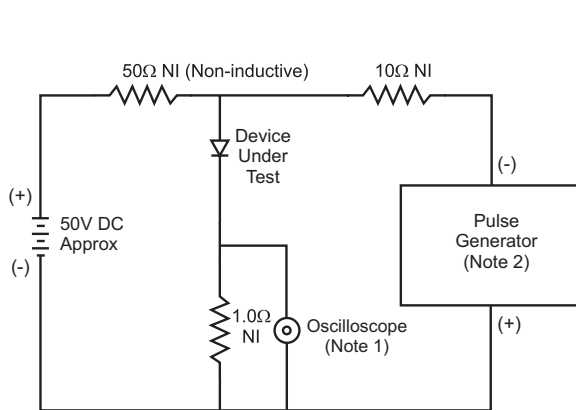 50Ω NI (Non-inductive)
10Ω NI
Device
Under
Test
(+)
50V DC
Approx
(-)
(-)
Pulse
Generator
(Note 2)
(+)
1.0Ω
NI
Oscilloscope
(Note 1)